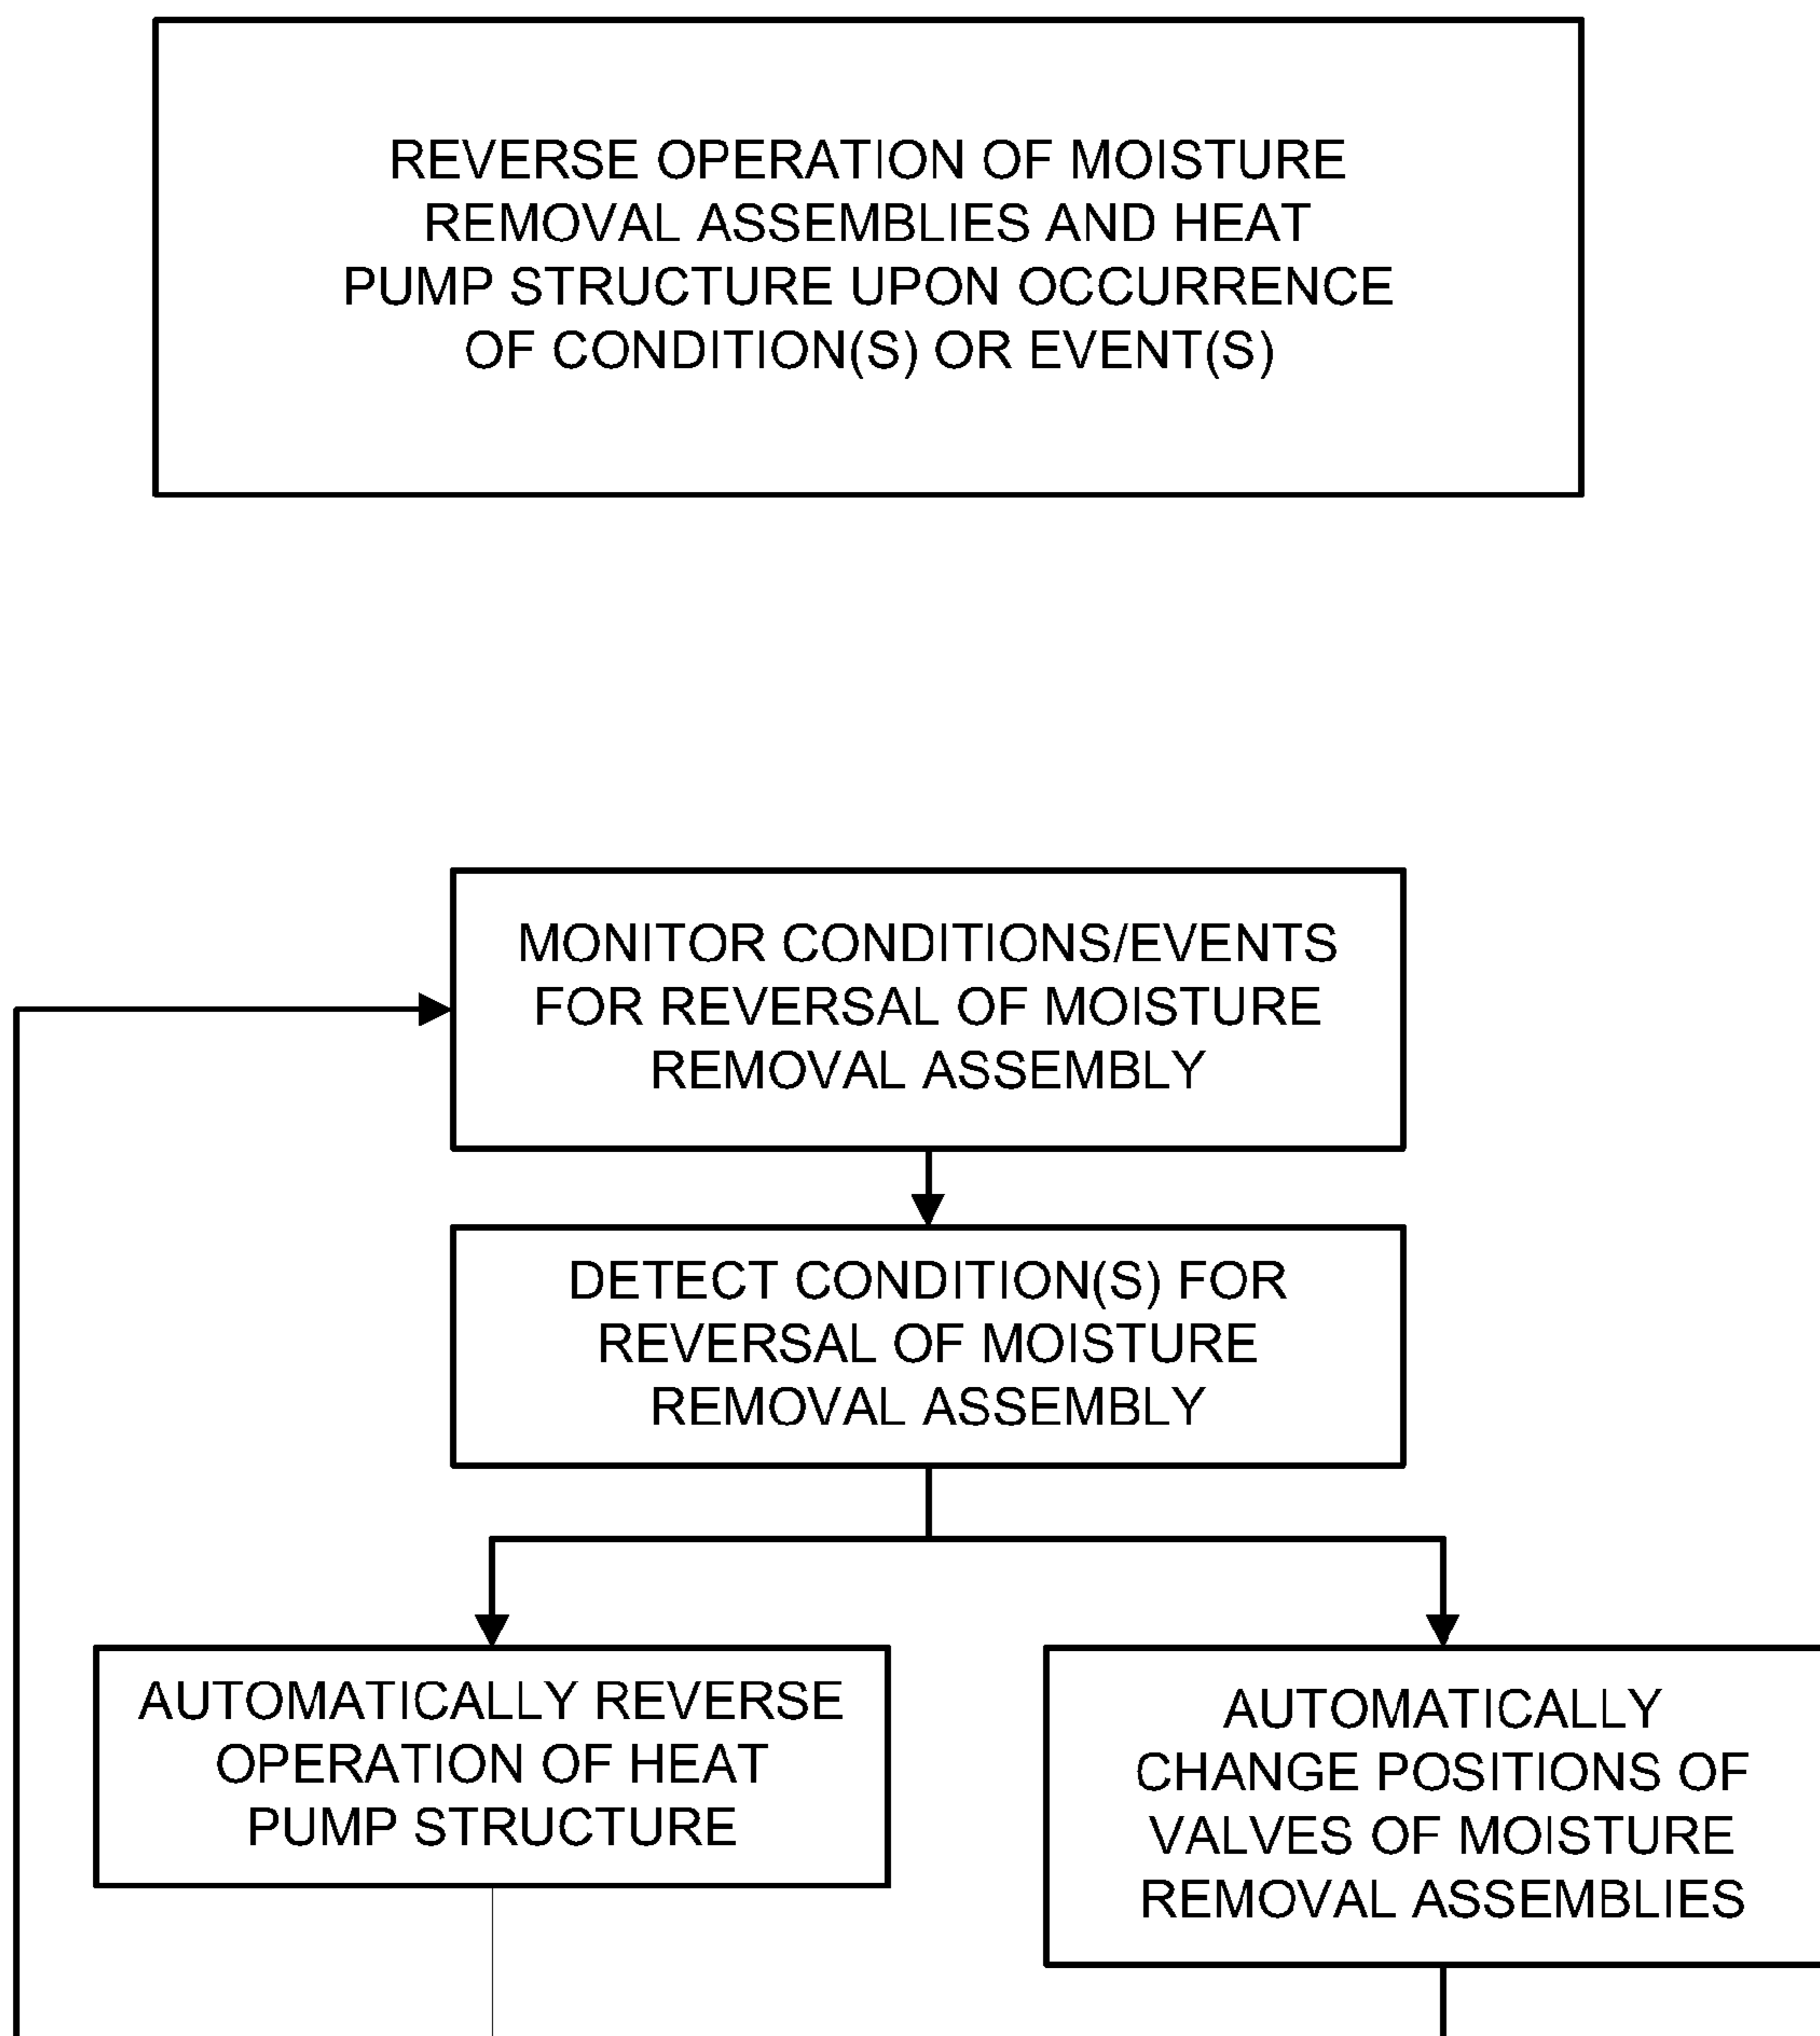 REVERSE OPERATION OF MOISTURE
REMOVAL ASSEMBLIES AND HEAT
PUMP STRUCTURE UPON OCCURRENCE
OF CONDITION(S) OR EVENT(S)
MONITOR CONDITIONS/EVENTS
FOR REVERSAL OF MOISTURE
REMOVAL ASSEMBLY
DETECT CONDITION(S) FOR
REVERSAL OF MOISTURE
REMOVAL ASSEMBLY
AUTOMATICALLY REVERSE
OPERATION OF HEAT
PUMP STRUCTURE
AUTOMATICALLY
CHANGE POSITIONS OF
VALVES OF MOISTURE
REMOVAL ASSEMBLIES